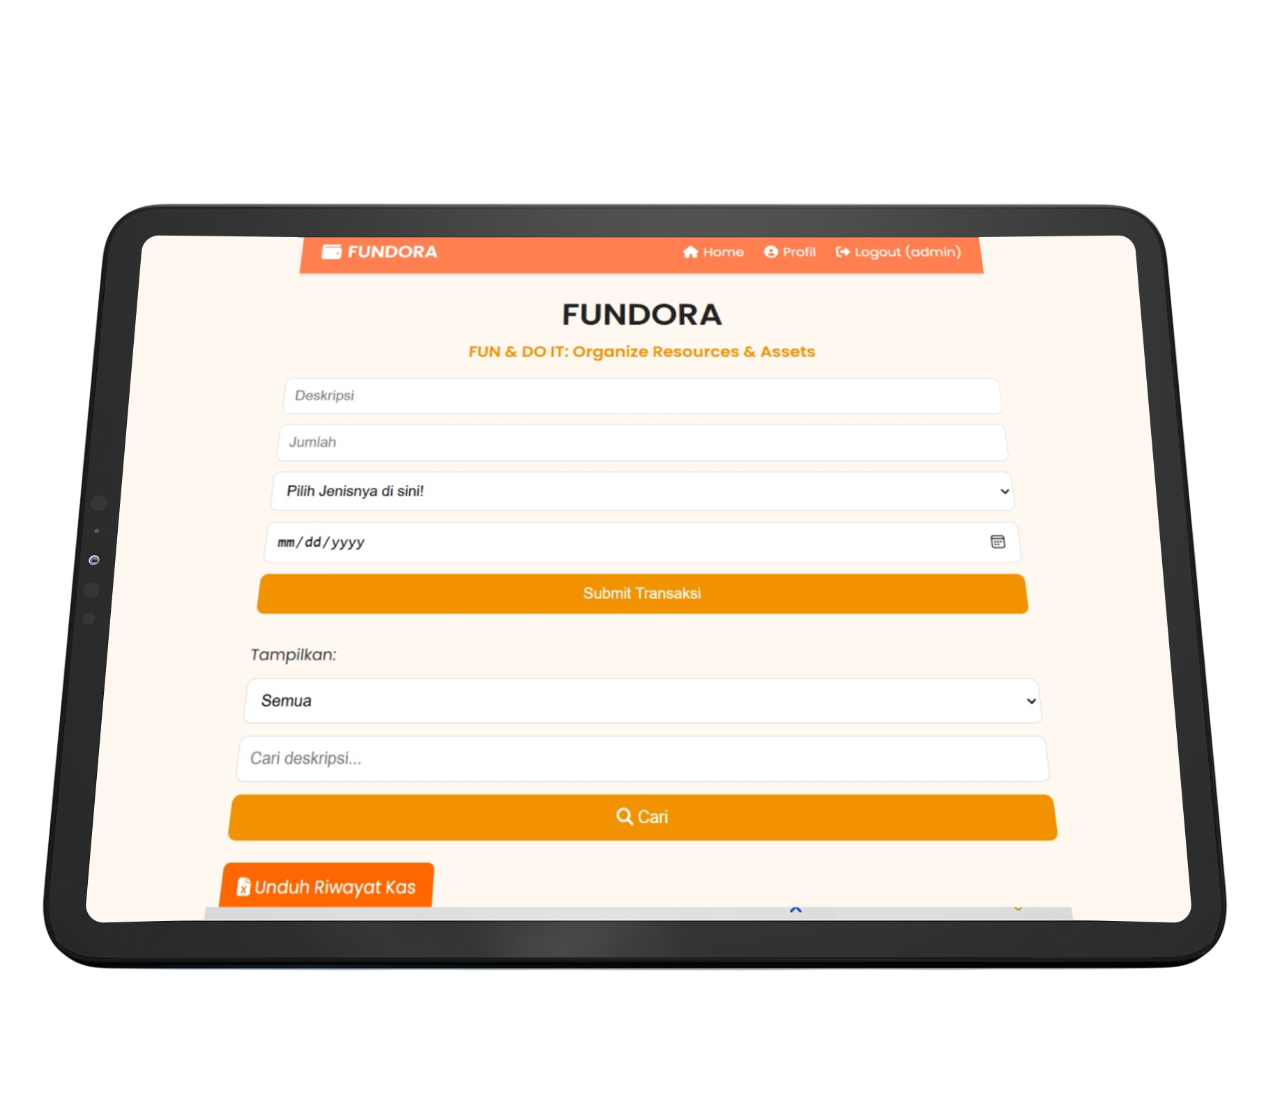 FUNDORA
Home Profil Logout (admin)
FUNDORA
FUN & DO IT: Organize Resources & Assets
Deskripsi
Jumlah
Pilih Jenisnya di sini!
mm/dd/yyyy
Submit Transaksi
Tampilkan:
Semua
Cari deskripsi...
Cari
Unduh Riwayat Kas